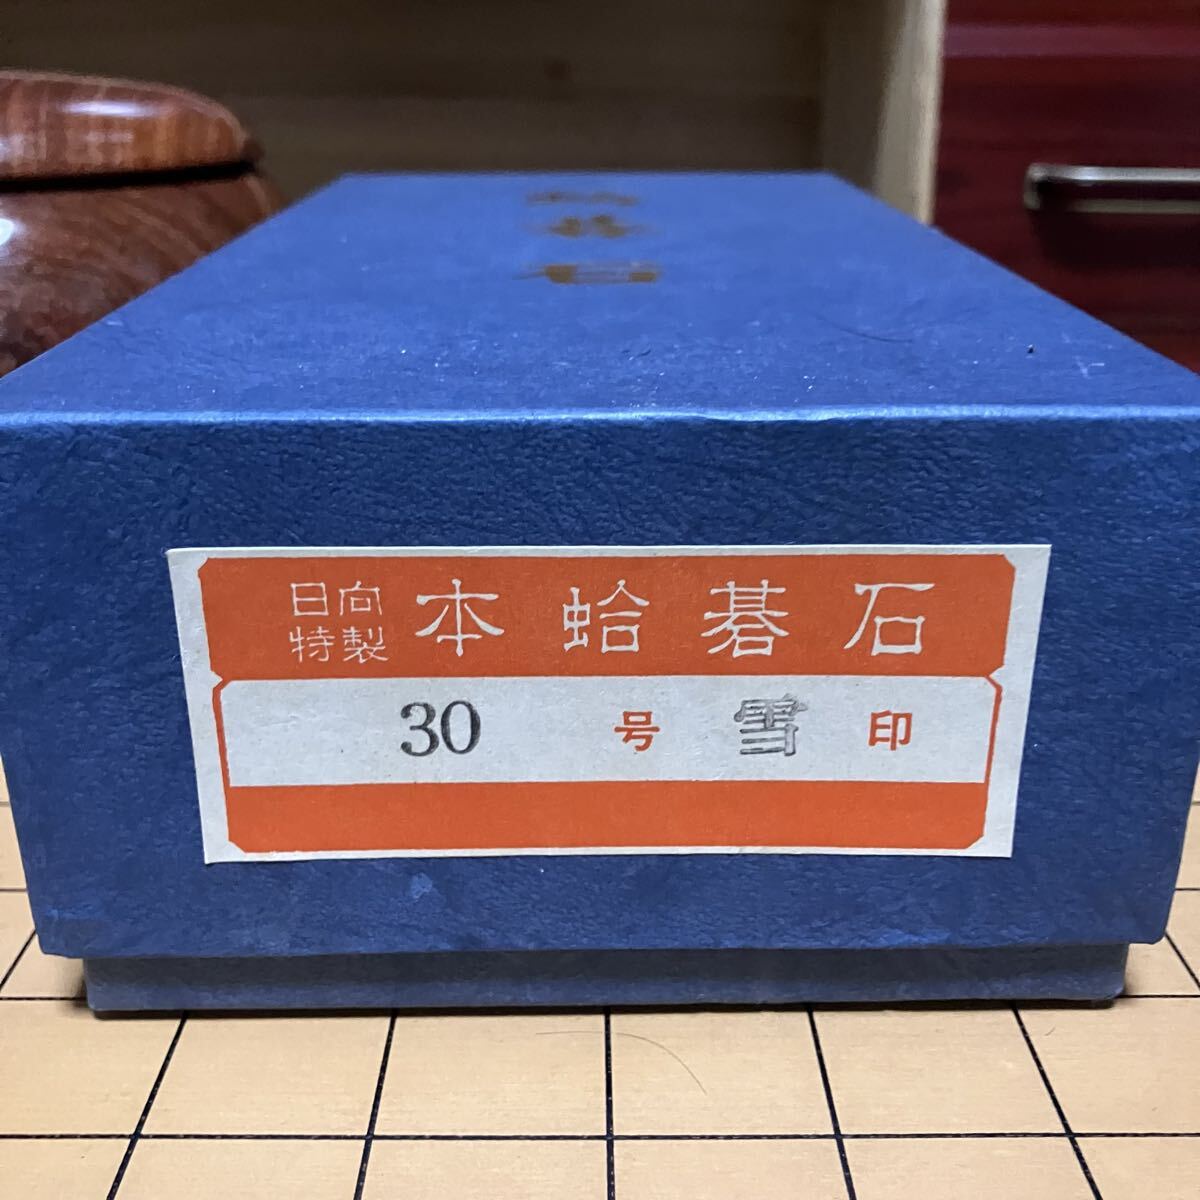 日向特製 本蛤碁石
30 号 雪 印